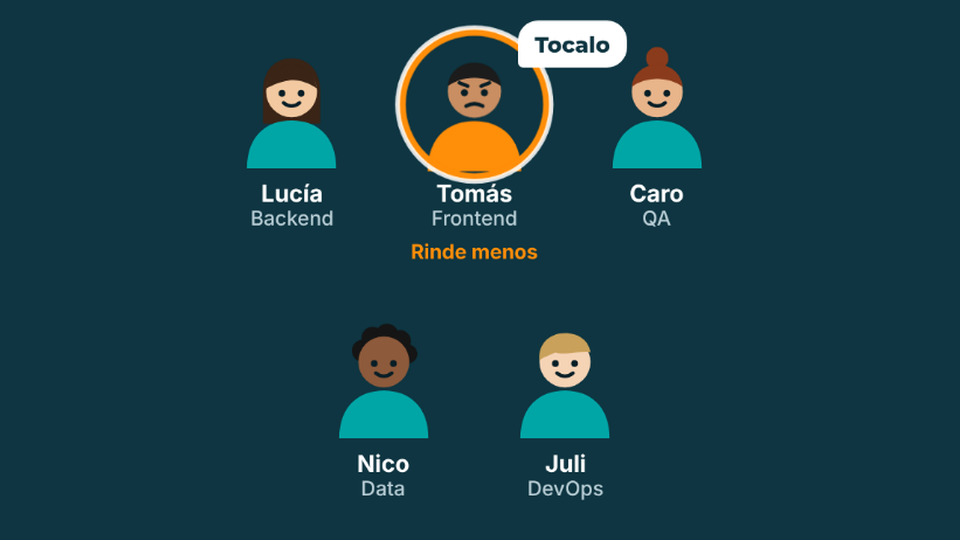 Tocalo
Lucía
Backend
Tomás
Frontend
Rinde menos
Caro
QA
Nico
Data
Juli
DevOps